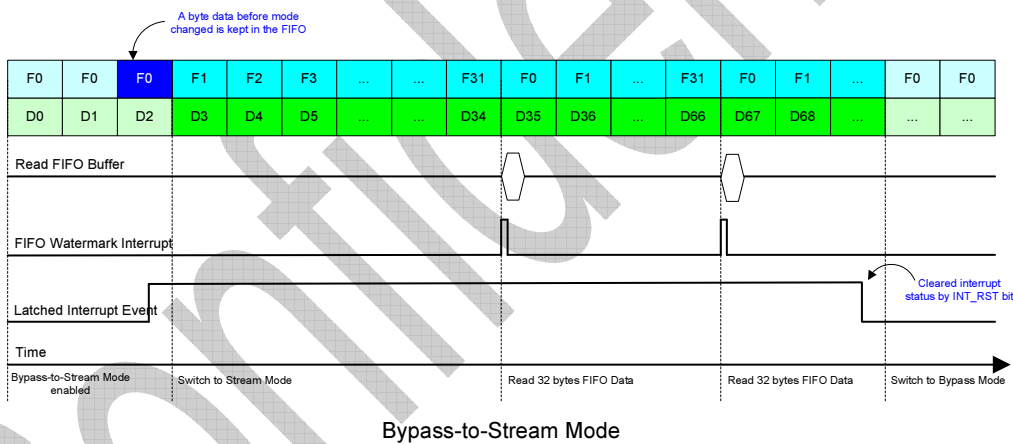 A byte data before mode
changed is kept in the FIFO
F0 F0 F0 F1 F2 F3 ... ... F31 F0 F1 ... F31 F0 F1 ... F0 F0
D0 D1 D2 D3 D4 D5 ... ... D34 D35 D36 ... D66 D67 D68 ... ... ...
Read FIFO Buffer
FIFO Watermark Interrupt
Latched Interrupt Event
Cleared interrupt
status by INT_RST bit
Time
Bypass-to-Stream Mode
enabled
Switch to Stream Mode
Read 32 bytes FIFO Data
Read 32 bytes FIFO Data
Switch to Bypass Mode
Bypass-to-Stream Mode